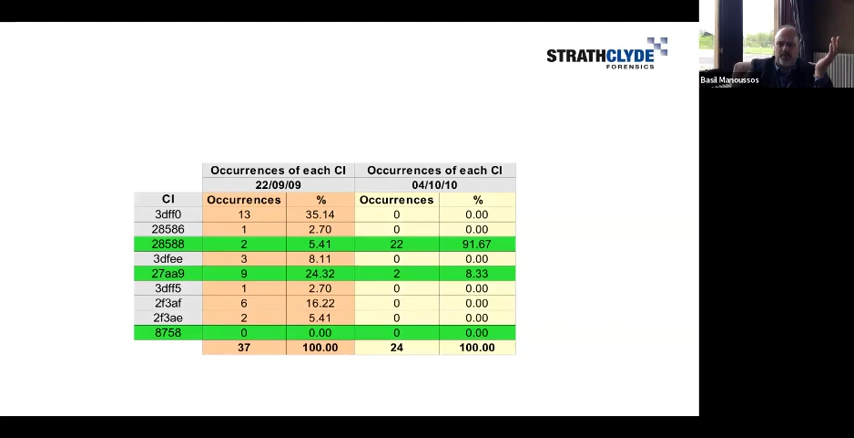 STRATHCLYDE
FORENSICS
Basil Manoussos
Occurrences of each CI Occurrences of each CI
22/09/09 04/10/10
CI Occurrences % Occurrences %
3dff0 13 35.14 0 0.00
28586 1 2.70 0 0.00
28588 2 5.41 22 91.67
3dfee 3 8.11 0 0.00
27aa9 9 24.32 2 8.33
3dff5 1 2.70 0 0.00
2f3af 6 16.22 0 0.00
2f3ae 2 5.41 0 0.00
8758 0 0.00 0 0.00
37 100.00 24 100.00